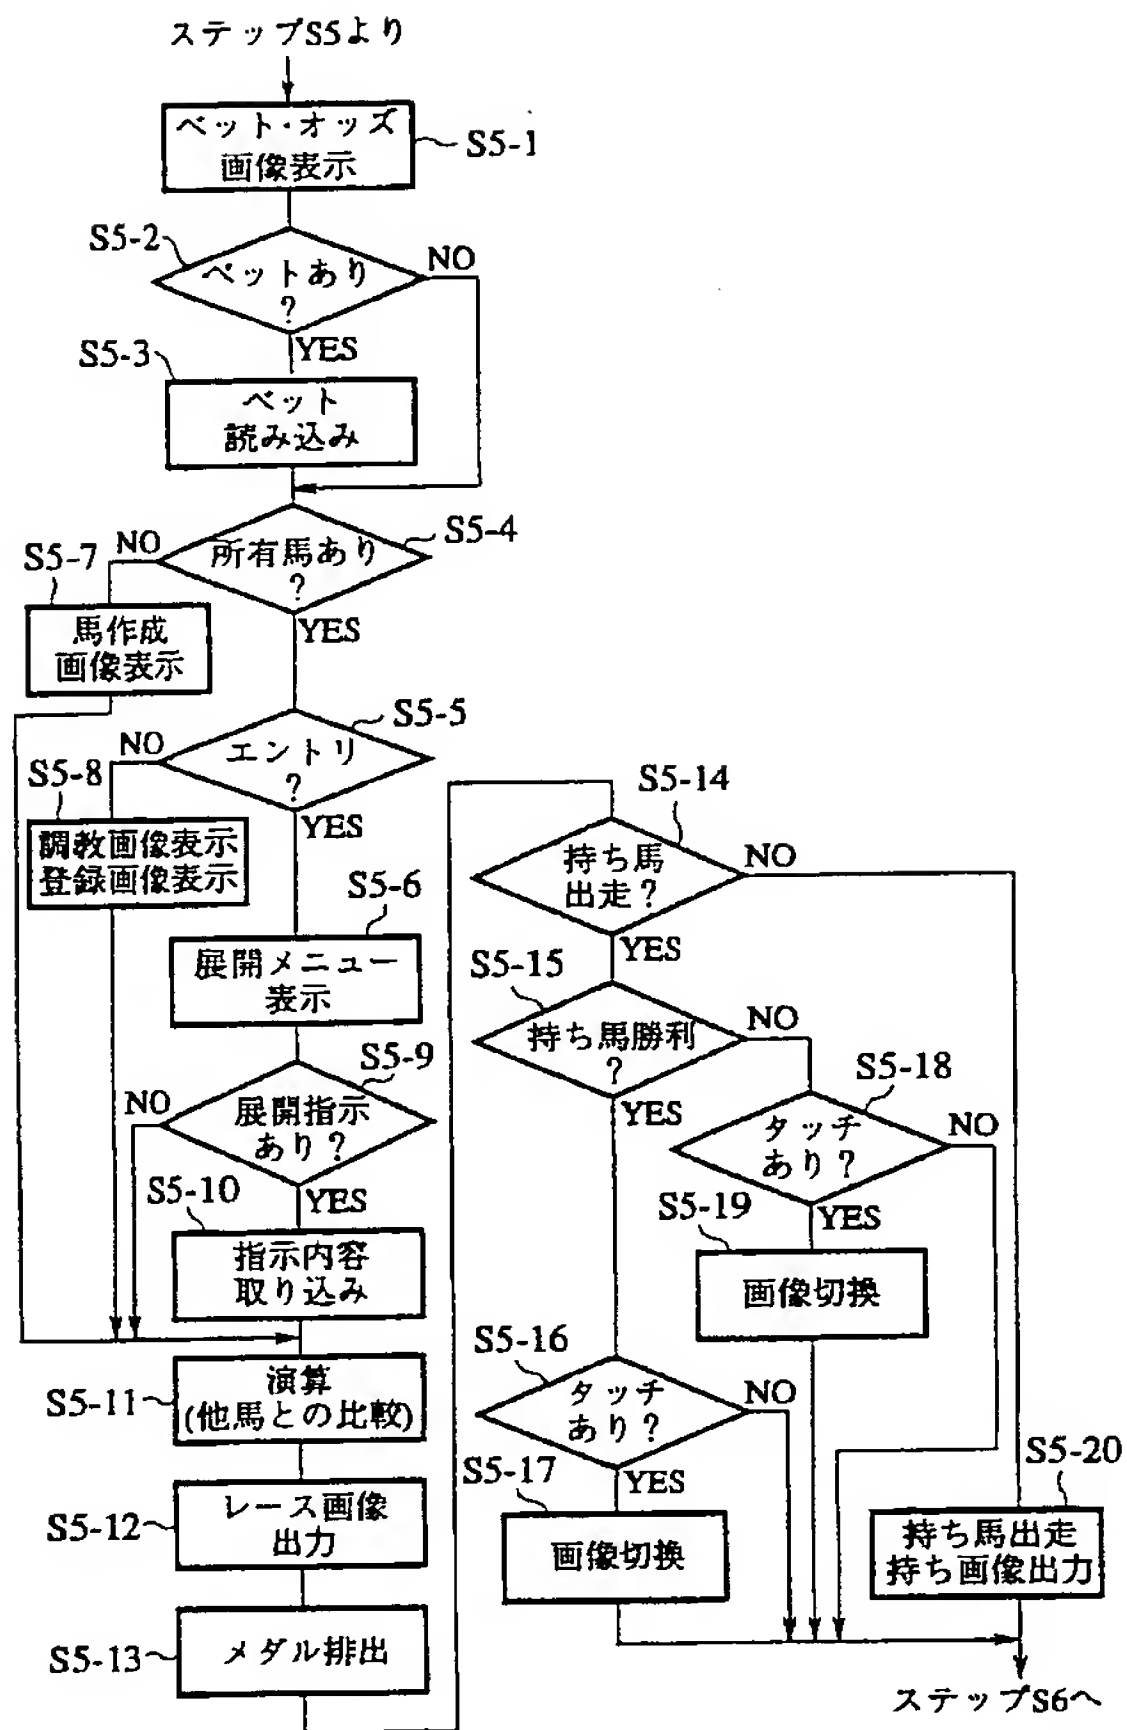 ステップS5より
ベット・オッズ
画像表示
S5-1
S5-2
ベットあり
?
NO
YES
S5-3
ベット
読み込み
S5-4
所有馬あり
?
NO
YES
S5-7
馬作成
画像表示
S5-5
エントリ
?
NO
YES
S5-8
調教画像表示
登録画像表示
S5-6
展開メニュー
表示
S5-9
展開指示
あり?
NO
YES
S5-10
指示内容
取り込み
S5-11
演算
(他馬との比較)
S5-12
レース画像
出力
S5-13
メダル排出
S5-14
持ち馬
出走?
NO
YES
S5-15
持ち馬勝利
?
NO
YES
S5-18
タッチ
あり?
NO
YES
S5-19
画像切換
S5-16
タッチ
あり?
NO
YES
S5-17
画像切換
S5-20
持ち馬出走
持ち画像出力
ステップS6へ